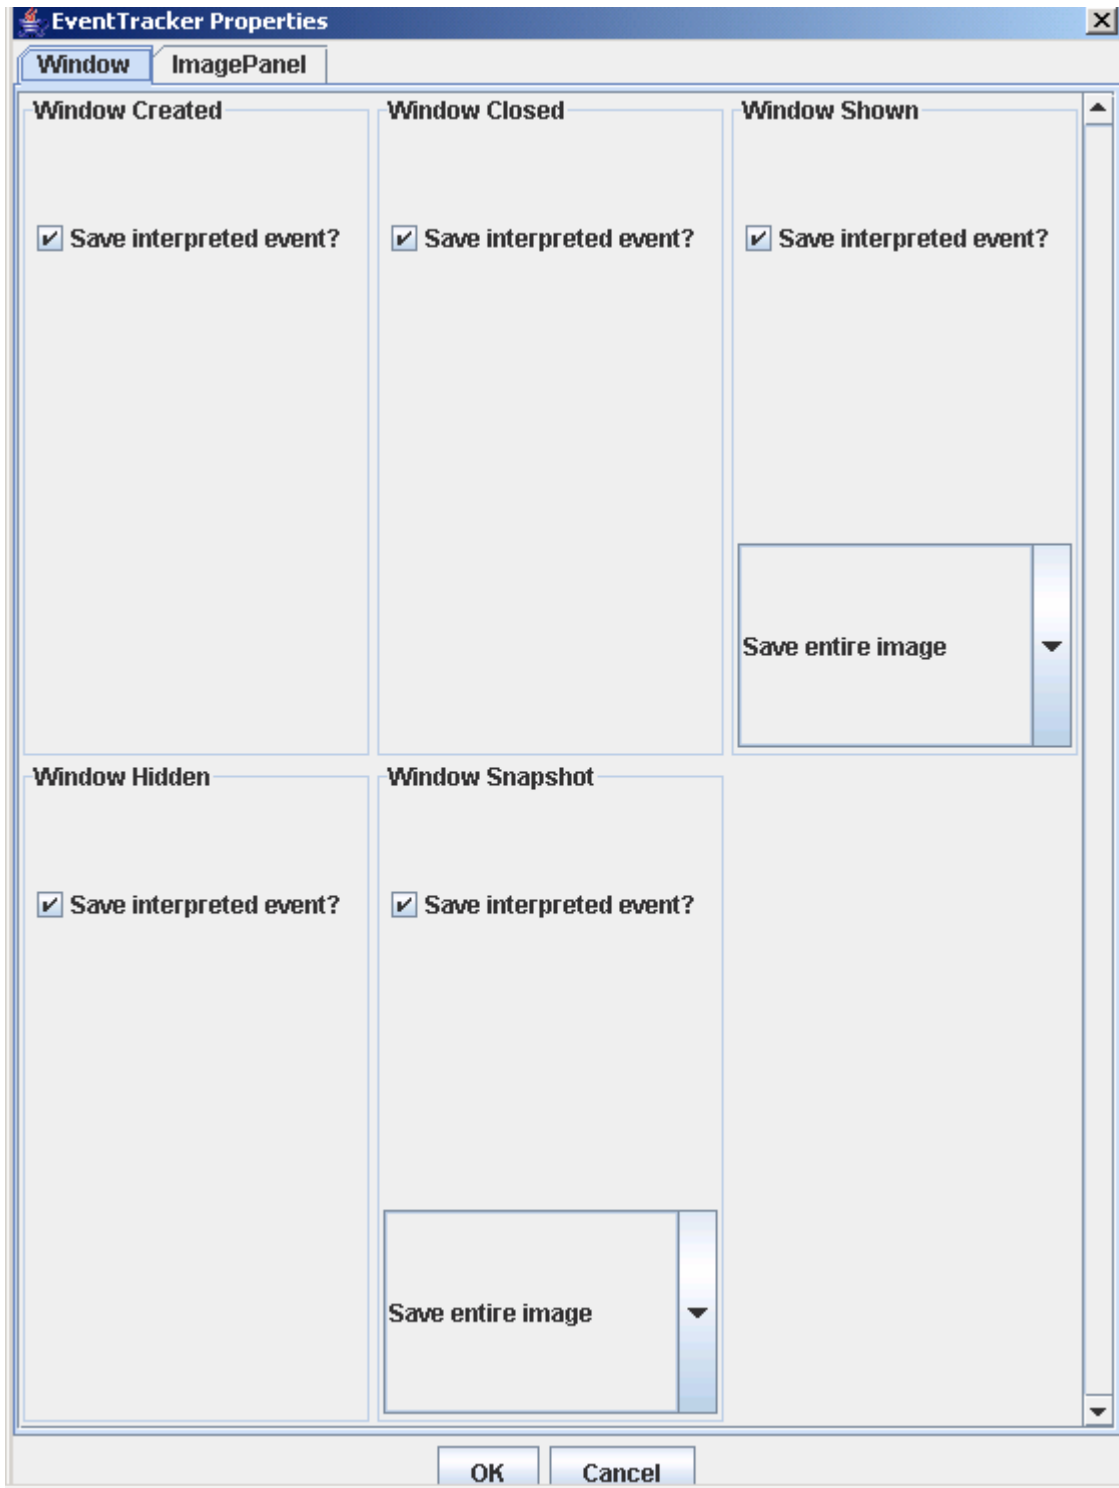 EventTracker Properties
Window ImagePanel
Window Created Window Closed Window Shown
Save interpreted event? Save interpreted event? Save interpreted event?
Save entire image
Window Hidden Window Snapshot
Save interpreted event? Save interpreted event?
Save entire image
OK Cancel